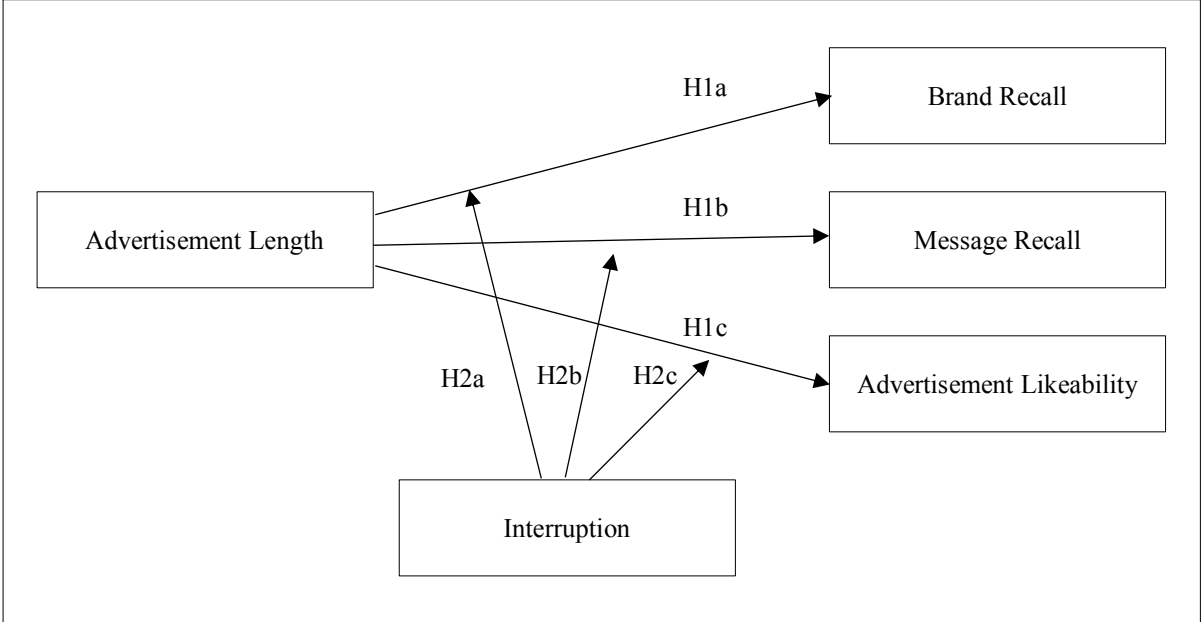 H1a
Brand Recall
Advertisement Length
H1b
Message Recall
H1c
Advertisement Likeability
H2a
H2b
H2c
Interruption